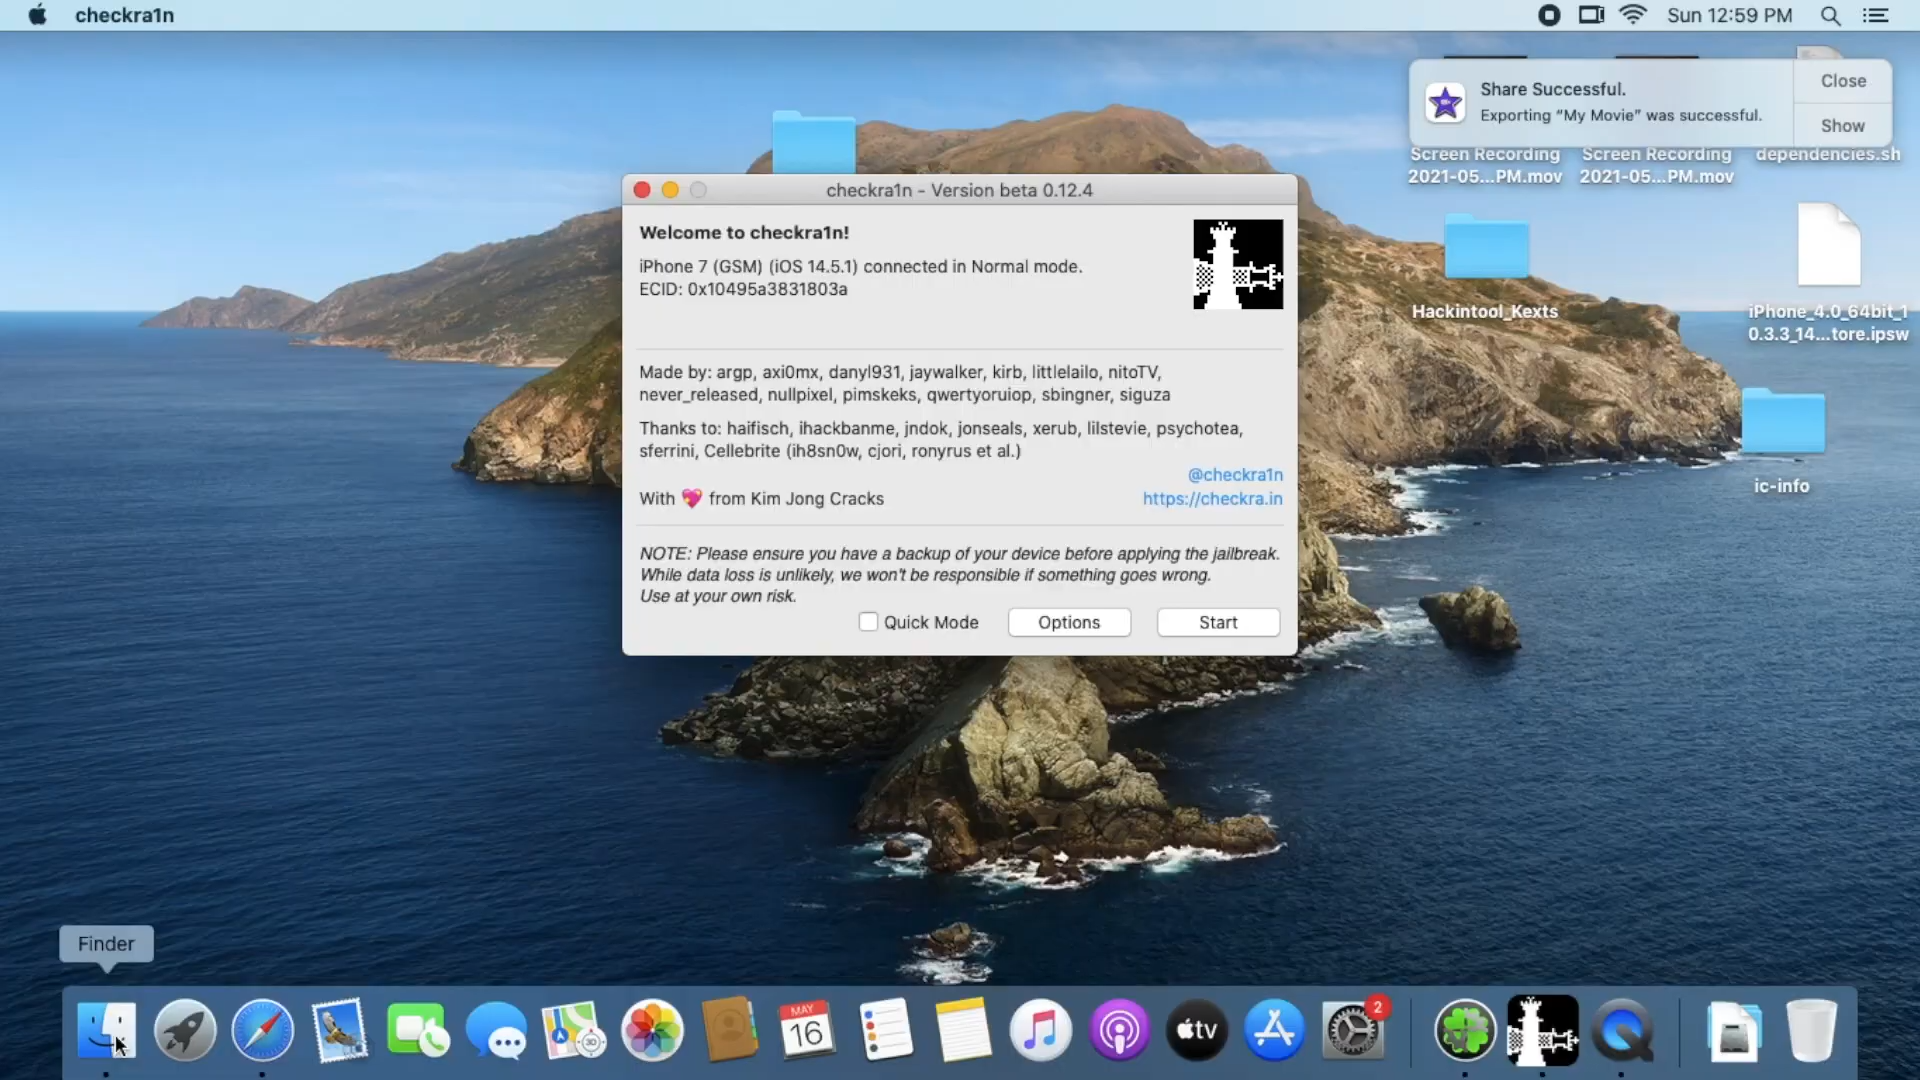 checkra1n
Sun 12:59 PM
Share Successful.
Exporting “My Movie” was successful.
Close
Show
Screen Recording
2021-05...PM.mov
Screen Recording
2021-05...PM.mov
dependencies.sh
Hackintool_Kexts
iPhone_4.0_64bit_1
0.3.3_14...tore.ipsw
ic-info
checkra1n - Version beta 0.12.4
Welcome to checkra1n!
iPhone 7 (GSM) (iOS 14.5.1) connected in Normal mode.
ECID: 0x10495a3831803a
Made by: argp, axi0mx, danyl931, jaywalker, kirb, littlelailo, nitoTV,
never_released, nullpixel, pimskeks, qwertyoruiop, sbingner, siguza
Thanks to: haifisch, ihackbanme, jndok, jonseals, xerub, lilstevie, psychotea,
sferrini, Cellebrite (ih8sn0w, cjori, ronyrus et al.)
@checkra1n
With 💖 from Kim Jong Cracks
https://checkra.in
NOTE: Please ensure you have a backup of your device before applying the jailbreak.
While data loss is unlikely, we won't be responsible if something goes wrong.
Use at your own risk.
Quick Mode
Options
Start
Finder
MAY
16
3D
tv
2